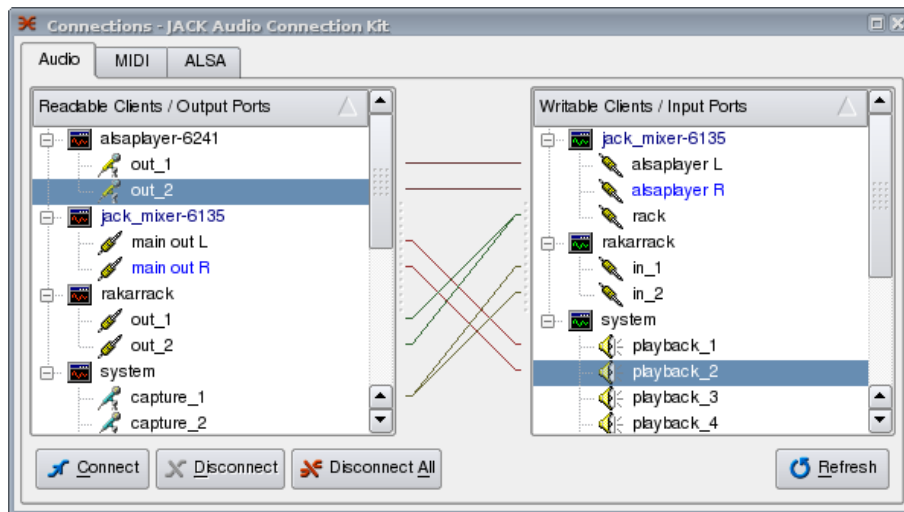 Connections - JACK Audio Connection Kit
Audio MIDI ALSA
Readable Clients / Output Ports
alsaplayer-6241
out_1
out_2
jack_mixer-6135
main out L
main out R
rakarrack
out_1
out_2
system
capture_1
capture_2
Writable Clients / Input Ports
jack_mixer-6135
alsaplayer L
alsaplayer R
rack
rakarrack
in_1
in_2
system
playback_1
playback_2
playback_3
playback_4
Connect Disconnect Disconnect All Refresh